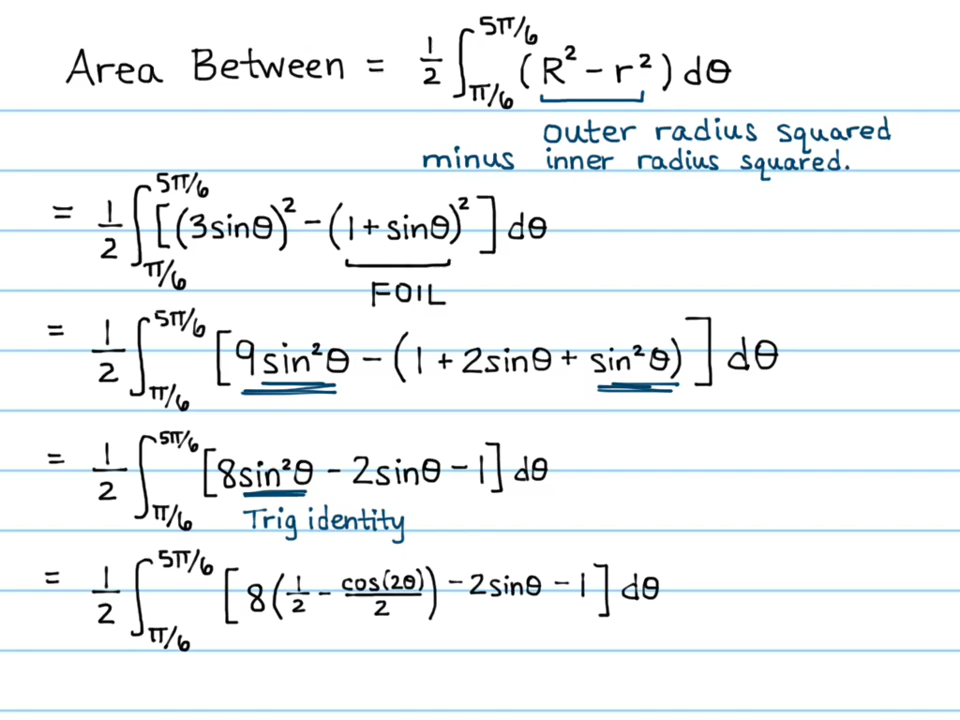 Area Between = 1/2 ∫_{π/6}^{5π/6} (R² - r²) dθ
outer radius squared
minus inner radius squared.
= 1/2 ∫_{π/6}^{5π/6} [(3sinθ)² - (1 + sinθ)²] dθ
FOIL
= 1/2 ∫_{π/6}^{5π/6} [9sin²θ - (1 + 2sinθ + sin²θ)] dθ
= 1/2 ∫_{π/6}^{5π/6} [8sin²θ - 2sinθ - 1] dθ
Trig identity
= 1/2 ∫_{π/6}^{5π/6} [8(1/2 - cos(2θ)/2) - 2sinθ - 1] dθ